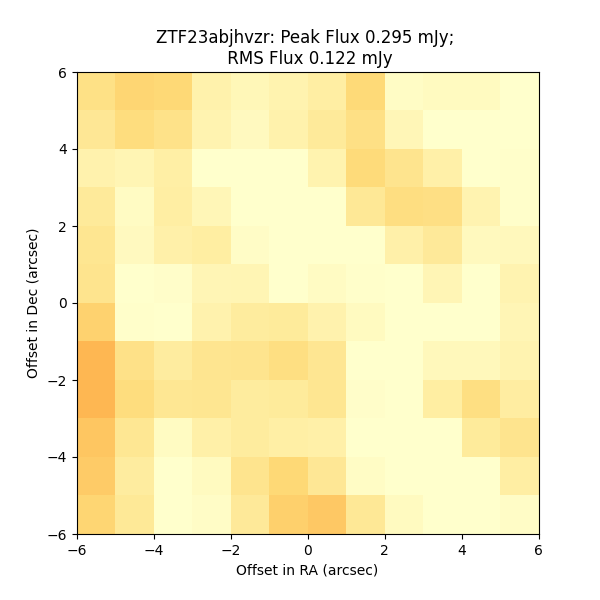 ZTF23abjhvzr: Peak Flux 0.295 mJy;
RMS Flux 0.122 mJy
6
4
2
0
−2
−4
−6
Offset in Dec (arcsec)
−6 −4 −2 0 2 4 6
Offset in RA (arcsec)